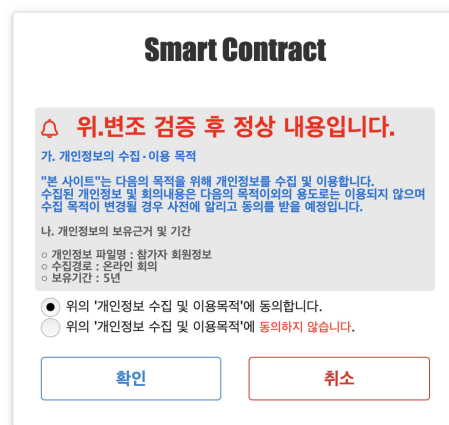 Smart Contract
위.변조 검증 후 정상 내용입니다.
가. 개인정보의 수집·이용 목적
"본 사이트"는 다음의 목적을 위해 개인정보를 수집 및 이용합니다.
수집된 개인정보 및 회의내용은 다음의 목적이외의 용도로는 이용되지 않으며
수집 목적이 변경될 경우 사전에 알리고 동의를 받을 예정입니다.
나. 개인정보의 보유근거 및 기간
○ 개인정보 파일명 : 참가자 회원정보
○ 수집경로 : 온라인 회의
○ 보유기간 : 5년
위의 '개인정보 수집 및 이용목적'에 동의합니다.
위의 '개인정보 수집 및 이용목적'에 동의하지 않습니다.
확인
취소